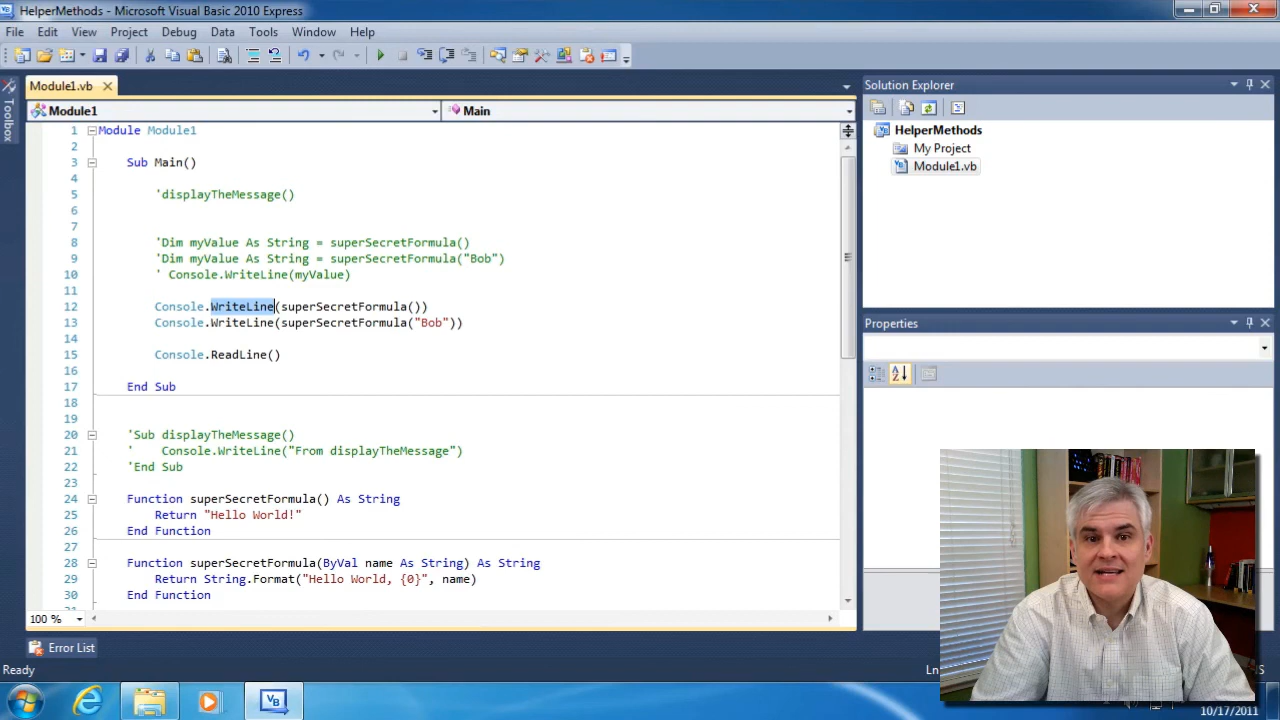 HelperMethods - Microsoft Visual Basic 2010 Express
File Edit View Project Debug Data Tools Window Help
Module1.vb
Solution Explorer
Toolbox
Module1
Main
HelperMethods
My Project
Module1.vb
1 Module Module1
2
3 Sub Main()
4
5 'displayTheMessage()
6
7
8 'Dim myValue As String = superSecretFormula()
9 'Dim myValue As String = superSecretFormula("Bob")
10 ' Console.WriteLine(myValue)
11
12 Console.WriteLine(superSecretFormula())
13 Console.WriteLine(superSecretFormula("Bob"))
14
15 Console.ReadLine()
16
17 End Sub
18
19
20 'Sub displayTheMessage()
21 ' Console.WriteLine("From displayTheMessage")
22 'End Sub
23
24 Function superSecretFormula() As String
25 Return "Hello World!"
26 End Function
27
28 Function superSecretFormula(ByVal name As String) As String
29 Return String.Format("Hello World, {0}", name)
30 End Function
Properties
100 %
Error List
Ready
Ln
S
10/17/2011